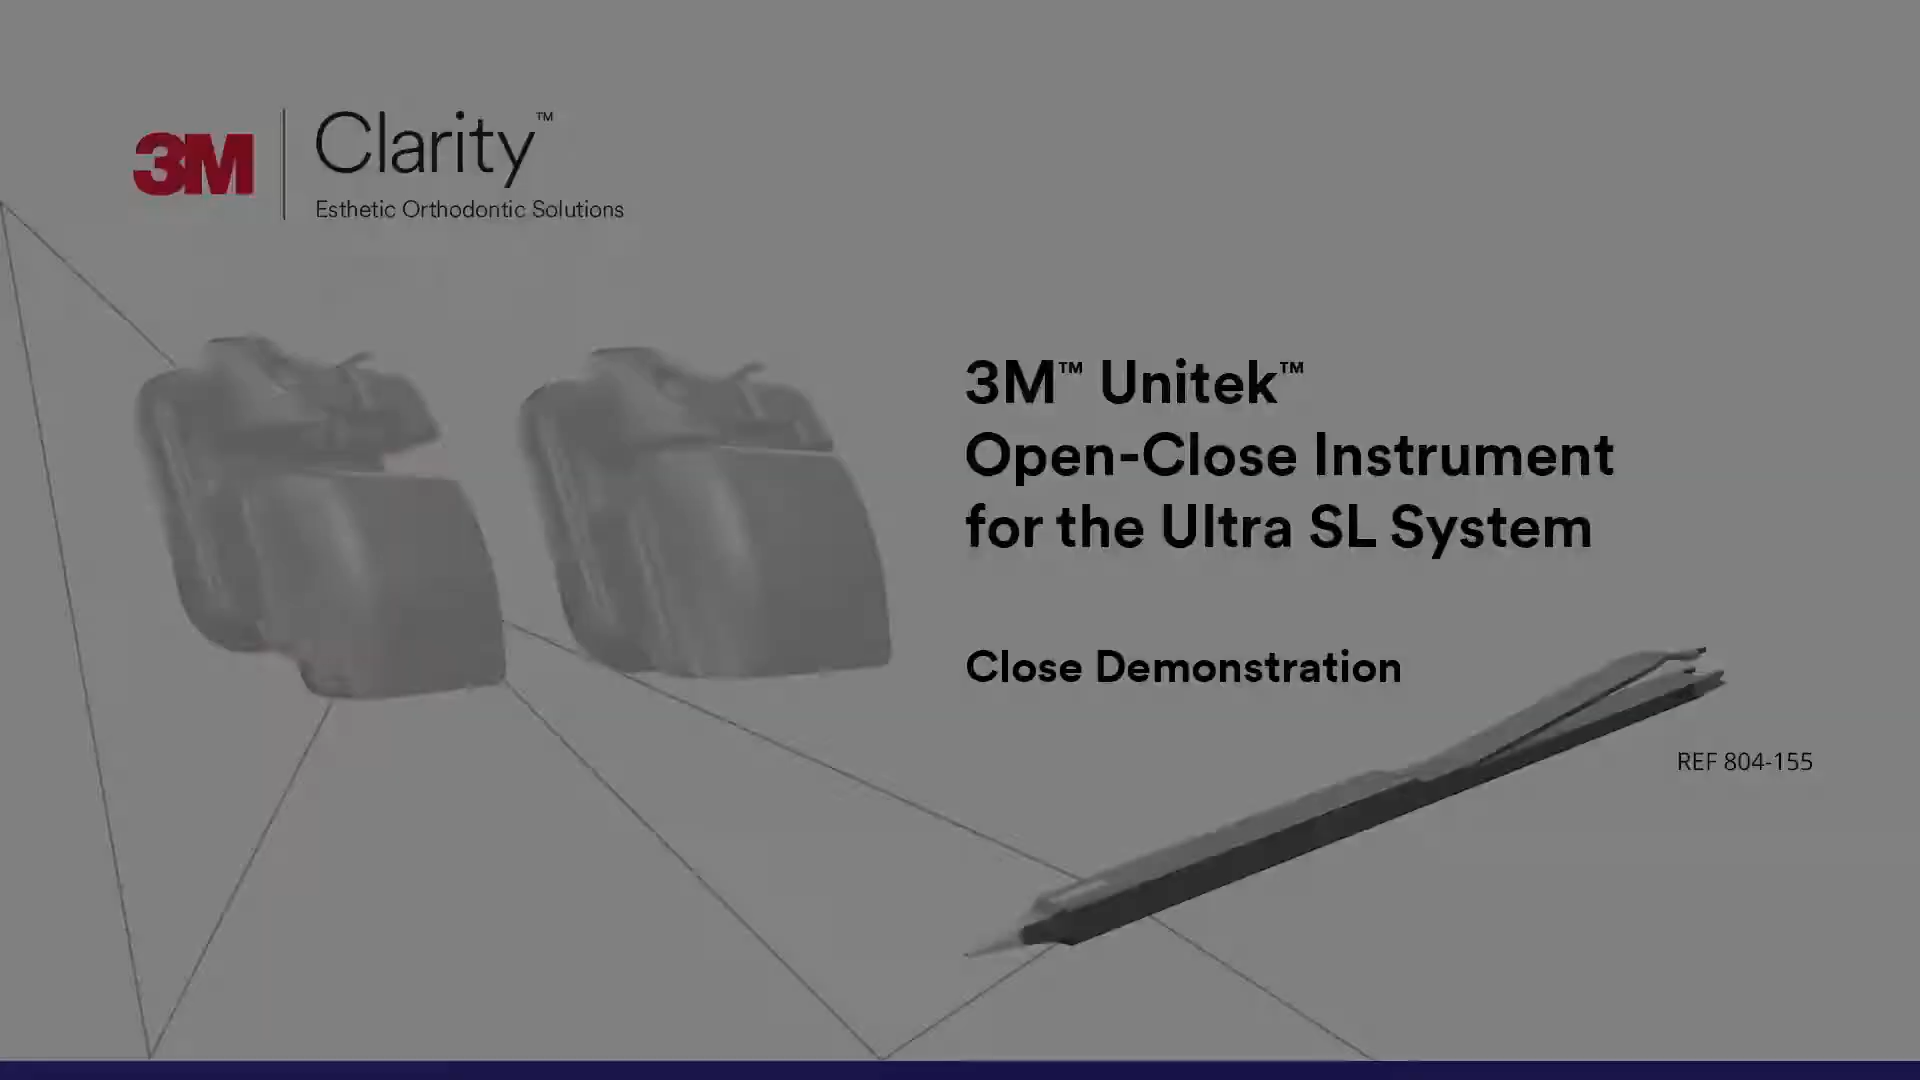 3M
Clarity™
Esthetic Orthodontic Solutions
3M™ Unitek™
Open-Close Instrument
for the Ultra SL System
Close Demonstration
REF 804-155